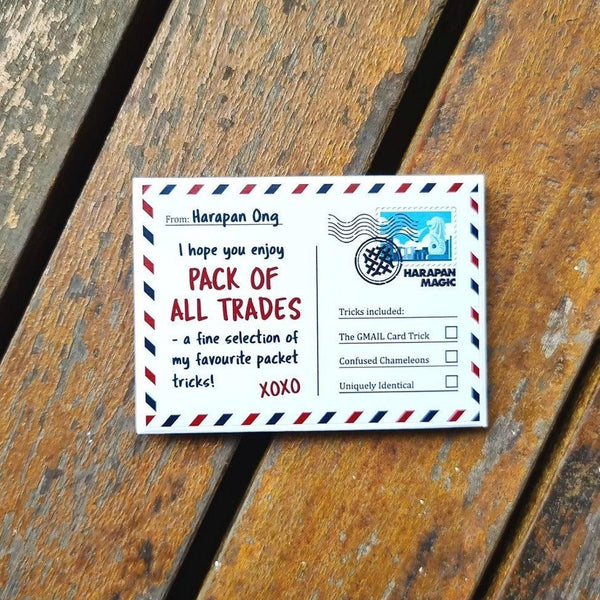 From: Harapan Ong
I hope you enjoy
PACK OF
ALL TRADES
- a fine selection of
my favourite packet
tricks!
XOXO
HARAPAN
MAGIC
Tricks included:
The GMAIL Card Trick
Confused Chameleons
Uniquely Identical